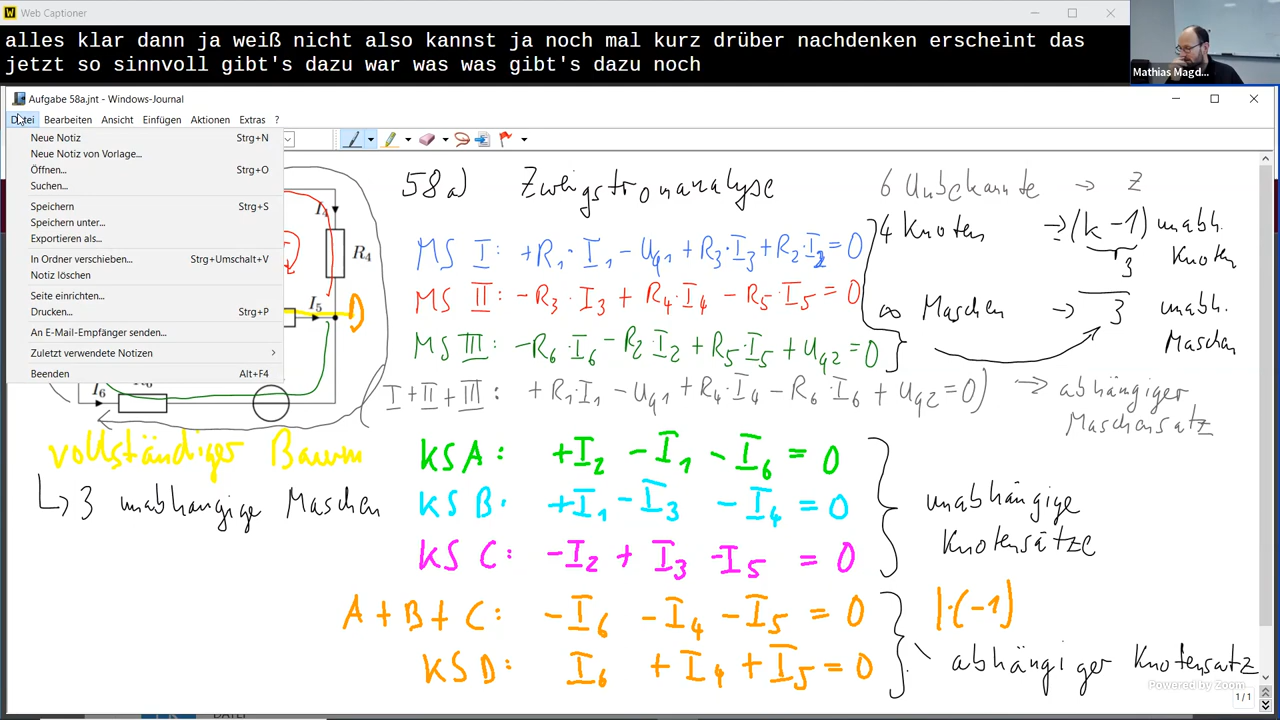 Web Captioner
alles klar dann ja weiß nicht also kannst ja noch mal kurz drüber nachdenken erscheint das
jetzt so sinnvoll gibt's dazu war was was gibt's dazu noch
Mathias Magd...
Aufgabe 58a.jnt - Windows-Journal
Datei Bearbeiten Ansicht Einfügen Aktionen Extras ?
Neue Notiz Strg+N
Neue Notiz von Vorlage...
Öffnen... Strg+O
Suchen...
Speichern Strg+S
Speichern unter...
Exportieren als...
In Ordner verschieben... Strg+Umschalt+V
Notiz löschen
Seite einrichten...
Drucken... Strg+P
An E-Mail-Empfänger senden...
Zuletzt verwendete Notizen
Beenden Alt+F4
I4
R4
I5
D
I6
58a) Zweigstromanalyse
6 Unbekannte → Z
4 Knoten → (k-1) unabh. Knoten
3
∞ Maschen → 3 unabh. Maschen
MS I: +R1·I1 - Uq1 + R3·I3 + R2·I2 = 0
MS II: -R3·I3 + R4·I4 - R5·I5 = 0
MS III: -R6·I6 - R2·I2 + R5·I5 + Uq2 = 0
I+II+III: +R1·I1 - Uq1 + R4·I4 - R6·I6 + Uq2 = 0) → abhängiger
Maschensatz
vollständiger Baum
↳ 3 unabhängige Maschen
KS A: +I2 - I1 - I6 = 0
KS B: +I1 - I3 - I4 = 0
KS C: -I2 + I3 - I5 = 0
unabhängige
Knotensätze
A+B+C: -I6 - I4 - I5 = 0 |·(-1)
KS D: I6 + I4 + I5 = 0
abhängiger Knotensatz
Powered by Zoom
1/1